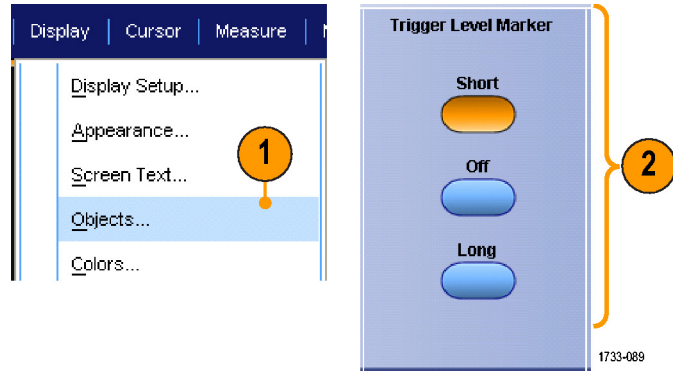 Display | Cursor | Measure |
Display Setup...
Appearance...
Screen Text...
Objects...
Colors...
1
Trigger Level Marker
Short
Off
Long
2
1733-089